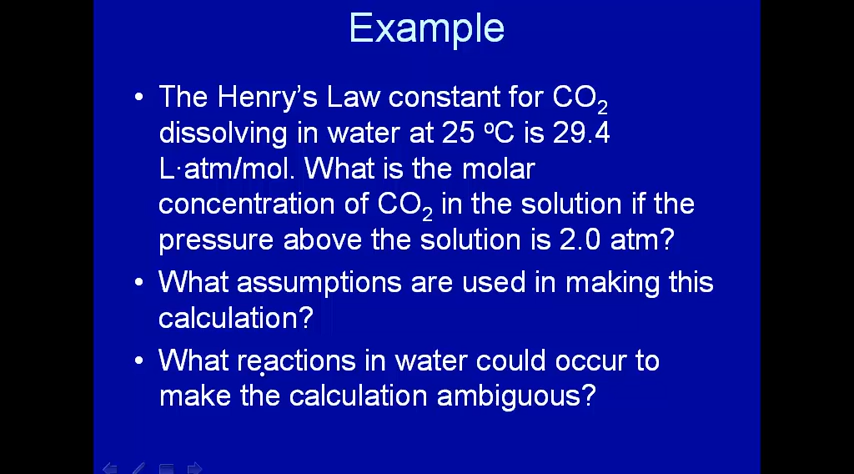 Example
• The Henry's Law constant for CO₂
dissolving in water at 25 ºC is 29.4
L·atm/mol. What is the molar
concentration of CO₂ in the solution if the
pressure above the solution is 2.0 atm?
• What assumptions are used in making this
calculation?
• What reactions in water could occur to
make the calculation ambiguous?